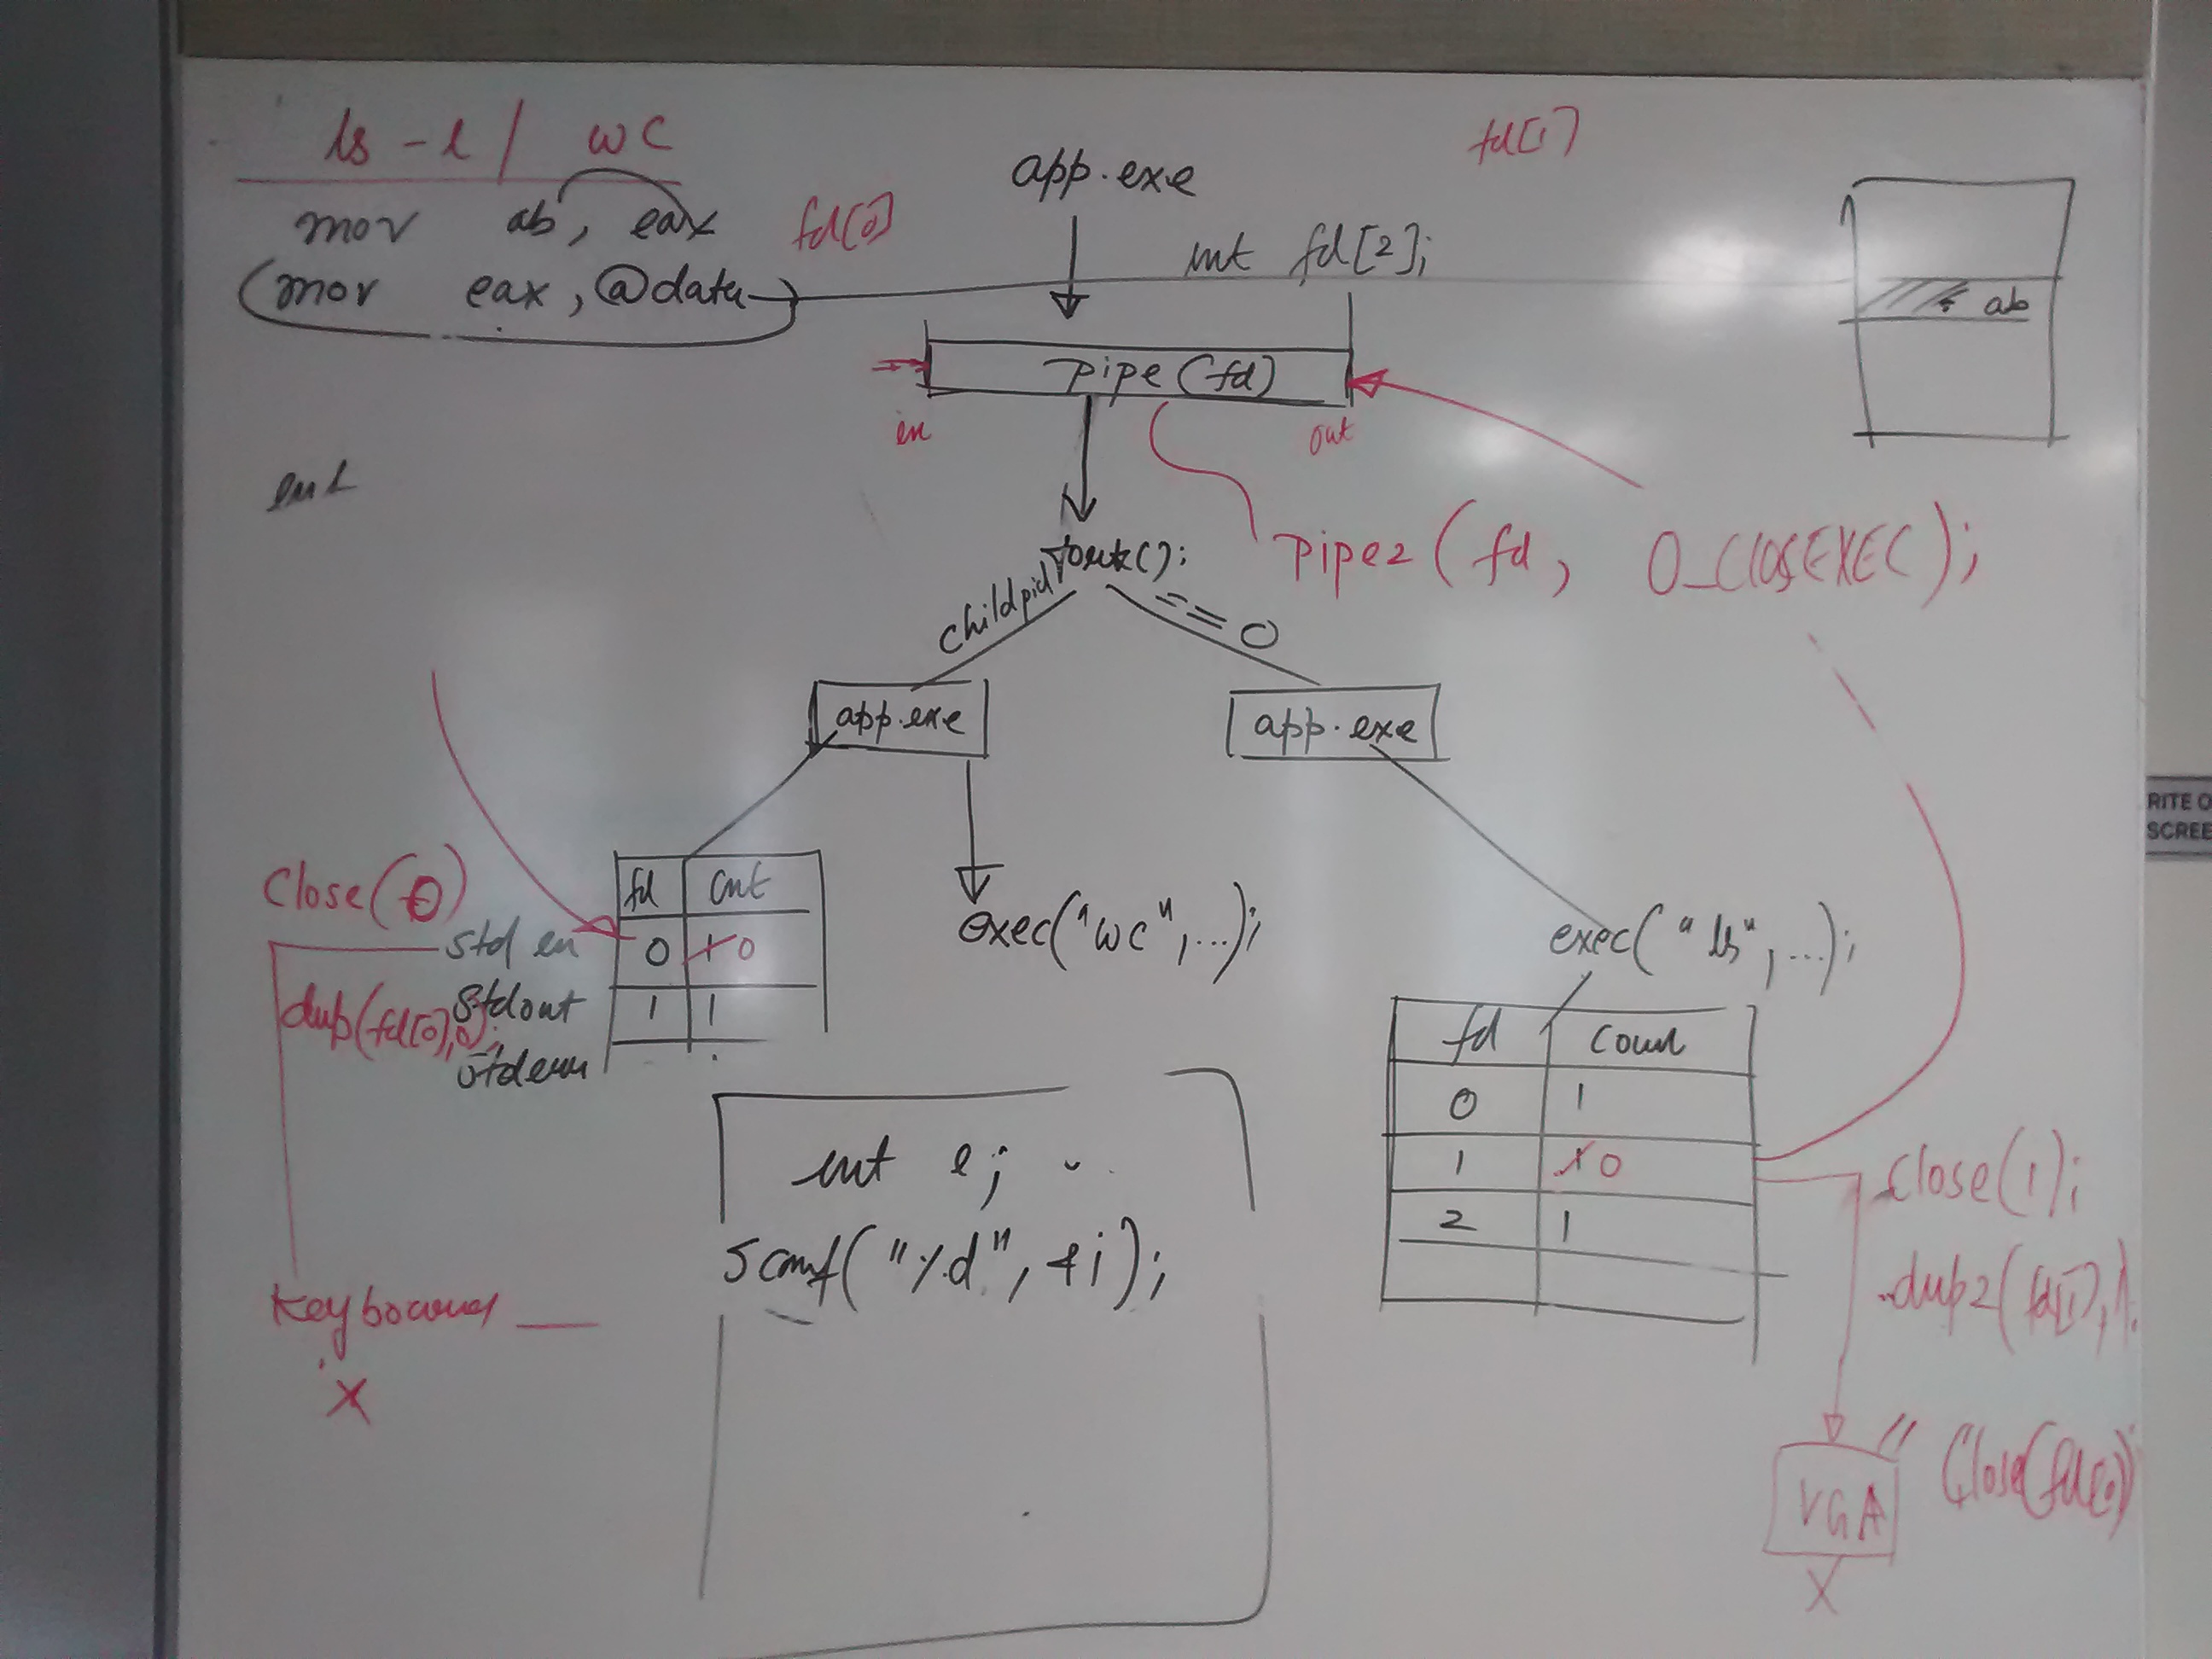 ls -l | wc
fd[1]
app.exe
mov ab, eax
fd[0]
int fd[2];
(mov eax, @data)
ab
pipe(fd)
in
out
fork();
pipe2(fd, O_CLOSEXEC);
childpid
== 0
app.exe
app.exe
fd cnt
close(0)
exec("wc",...);
exec("ls",...);
std in
0 1 0
dup(fd[0],0);
stdout
1 1
stderr
fd Coun
0 1
1 1 0
close(1);
2 1
dup2(fd[1],1.
int i;
scanf("%d", &i);
Keyboard
X
VGA
// Close(fd[0])
X
RITE O
SCREE